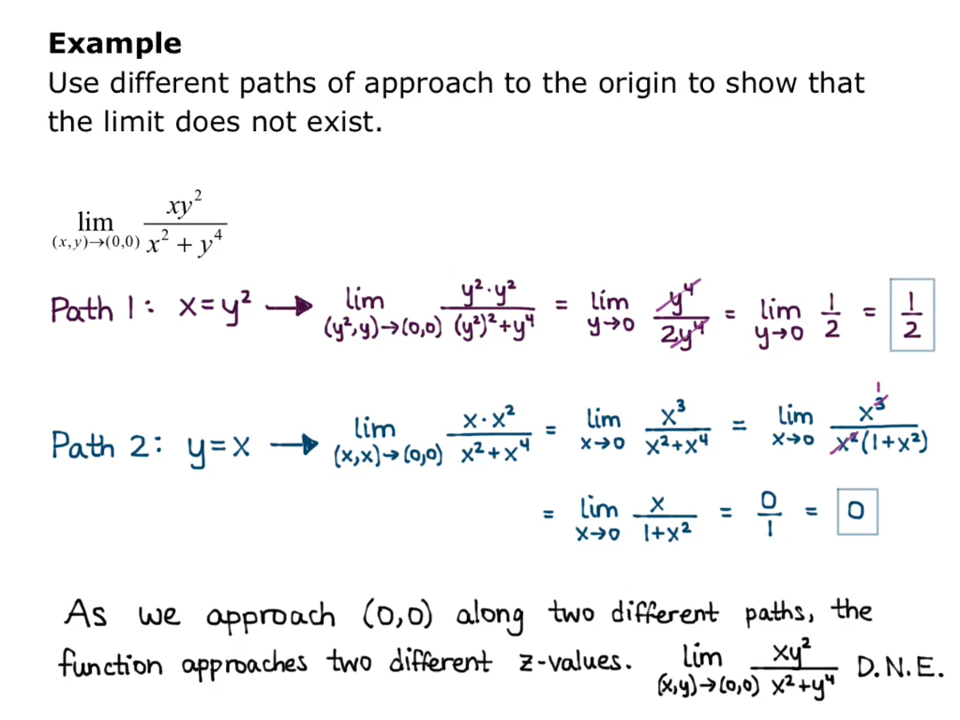 Example
Use different paths of approach to the origin to show that
the limit does not exist.
lim (x,y)→(0,0) xy² / x² + y⁴
Path 1: x=y² → lim (y²,y)→(0,0) y²·y² / (y²)²+y⁴ = lim y→0 y⁴ / 2y⁴ = lim y→0 1/2 = 1/2
Path 2: y=x → lim (x,x)→(0,0) x·x² / x²+x⁴ = lim x→0 x³ / x²+x⁴ = lim x→0 x³ 1 / x²(1+x²)
= lim x→0 x / 1+x² = 0/1 = 0
As we approach (0,0) along two different paths, the
function approaches two different z-values. lim (x,y)→(0,0) xy² / x²+y⁴ D.N.E.